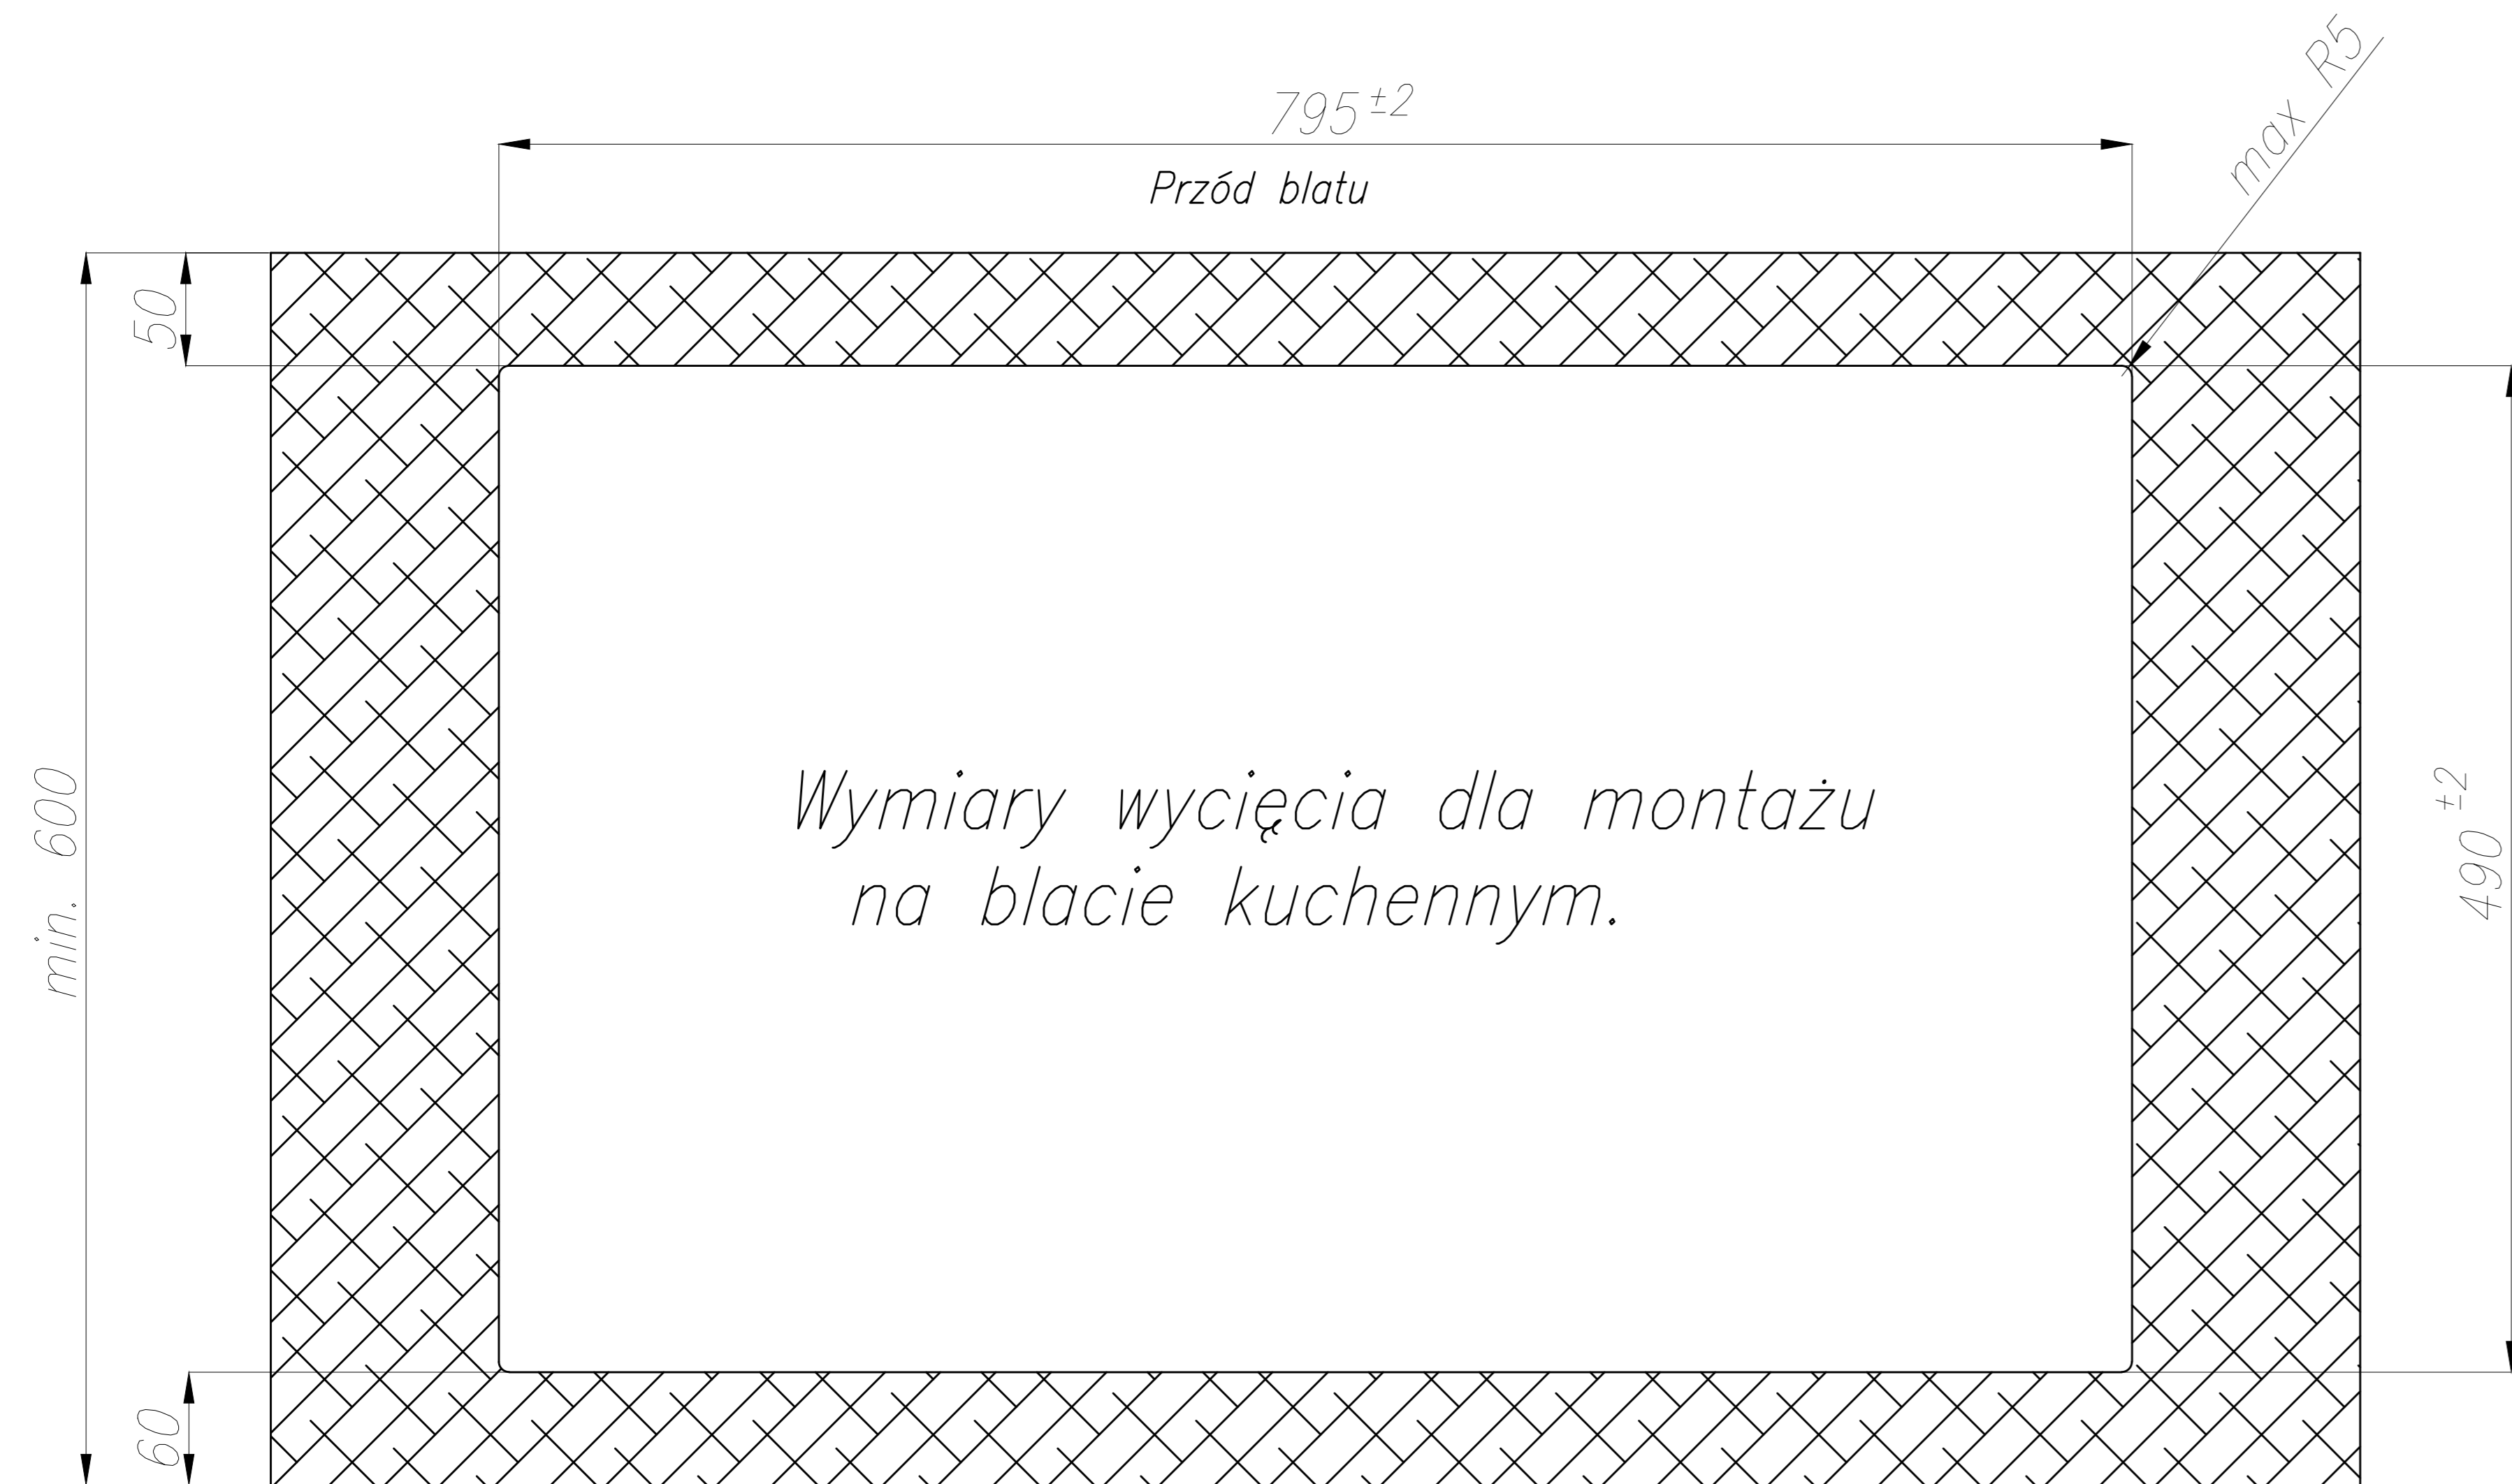 max R5
795 ±2
Przód blatu
50
min. 600
490 ±2
Wymiary wycięcia dla montażu
na blacie kuchennym.
60